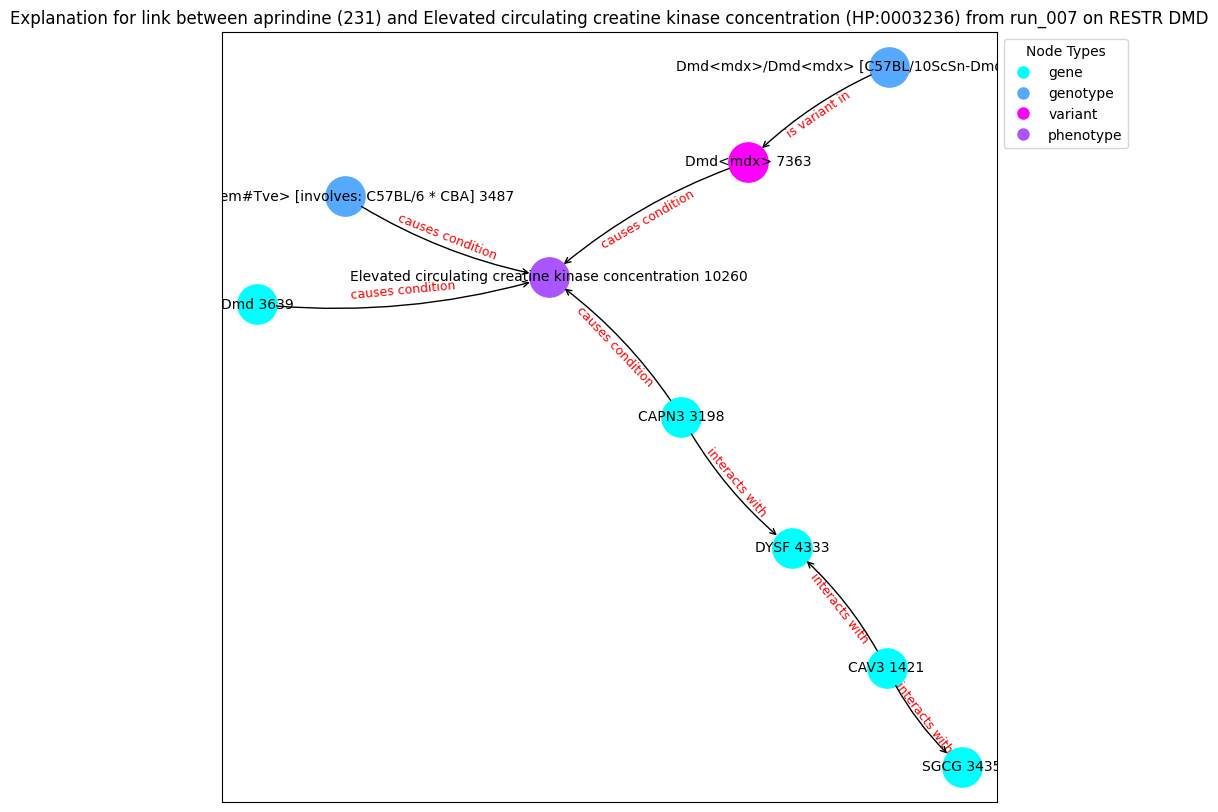 Explanation for link between aprindine (231) and Elevated circulating creatine kinase concentration (HP:0003236) from run_007 on RESTR DMD
Node Types
gene
genotype
variant
phenotype
Dmd<mdx>/Dmd<mdx> [C57BL/10ScSn-Dmd
is variant in
Dmd<mdx> 7363
em#Tve> [involves: C57BL/6 * CBA] 3487
causes condition
causes condition
Elevated circulating creatine kinase concentration 10260
causes condition
Dmd 3639
causes condition
CAPN3 3198
interacts with
DYSF 4333
interacts with
CAV3 1421
interacts with
SGCG 3435